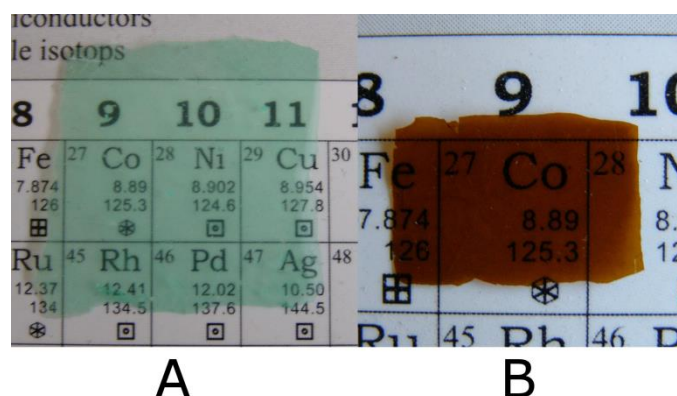 iconductors
le isotops
8 9 10 11
Fe 27 Co 28 Ni 29 Cu 30
7.874 8.89 8.902 8.954
126 125.3 124.6 127.8
Ru 45 Rh 46 Pd 47 Ag 48
12.37 12.41 12.02 10.50
134 134.5 137.6 144.5
A
8 9 10
Fe 27 Co 28 N
7.874 8.89 8.
126 125.3 12
Ru 45 Rh 46 P
B